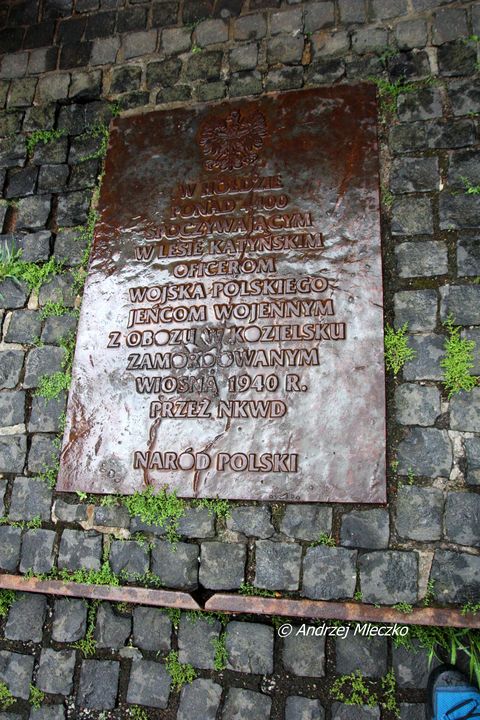 W HOŁDZIE
PONAD 4100
SPOCZYWAJĄCYM
W LESIE KATYŃSKIM
OFICEROM
WOJSKA POLSKIEGO
JEŃCOM WOJENNYM
Z OBOZU W KOZIELSKU
ZAMORDOWANYM
WIOSNĄ 1940 R.
PRZEZ NKWD
NARÓD POLSKI
© Andrzej Mleczko